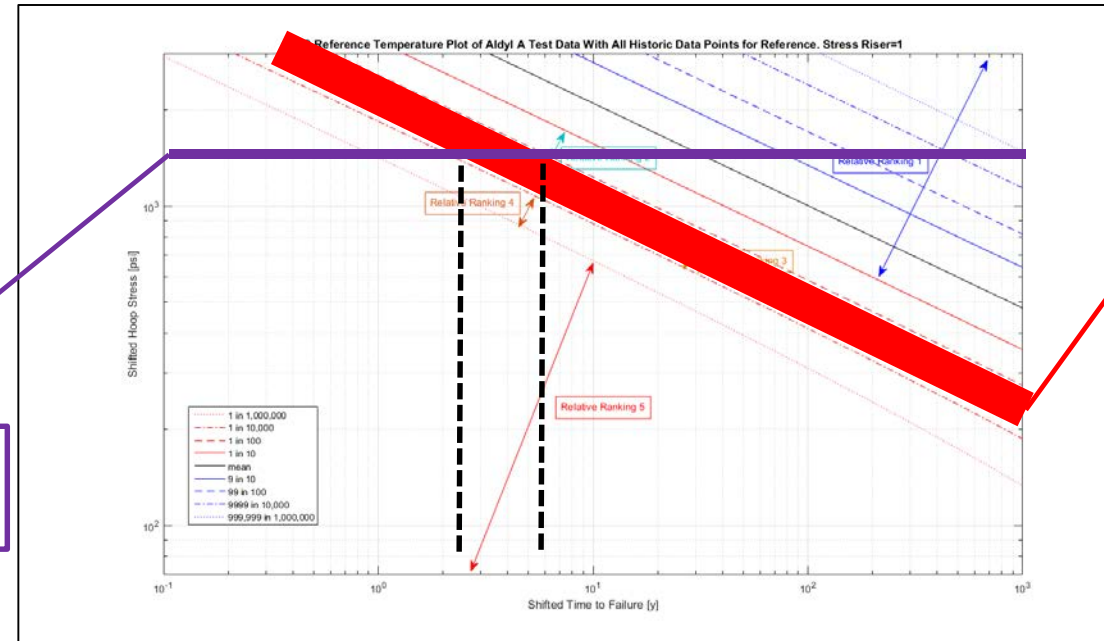 Reference Temperature Plot of Aldyl A Test Data With All Historic Data Points for Reference. Stress Riser=1
Relative Ranking 1
Relative Ranking 4
3
Relative Ranking 5
Shifted Hoop Stress [psi]
10³
10²
1 in 1,000,000
1 in 10,000
1 in 100
1 in 10
mean
9 in 10
99 in 100
9999 in 10,000
999,999 in 1,000,000
10⁻¹
10⁰
10¹
10²
10³
Shifted Time to Failure [y]